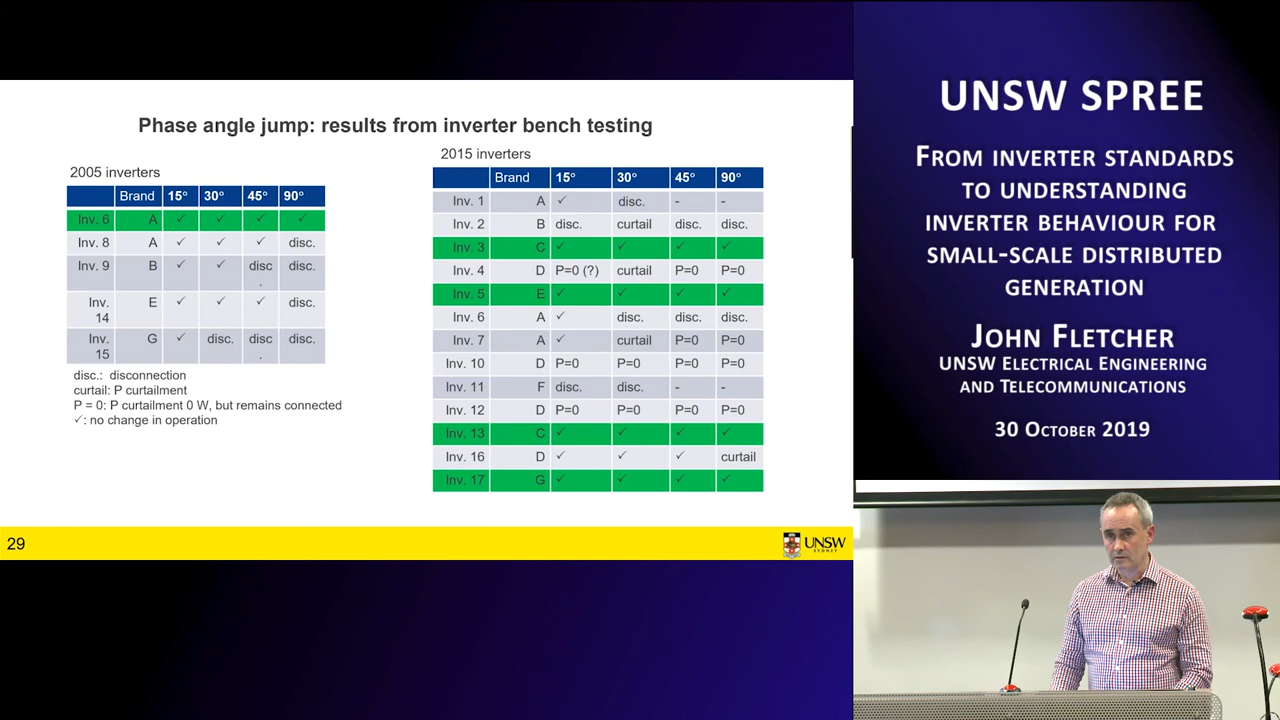 Phase angle jump: results from inverter bench testing
2005 inverters
Brand 15° 30° 45° 90°
Inv. 6 A ✓ ✓ ✓ ✓
Inv. 8 A ✓ ✓ ✓ disc.
Inv. 9 B ✓ ✓ disc. disc.
Inv. 14 E ✓ ✓ ✓ disc.
Inv. 15 G ✓ disc. disc. disc.
disc.: disconnection
curtail: P curtailment
P = 0: P curtailment 0 W, but remains connected
✓: no change in operation
2015 inverters
Brand 15° 30° 45° 90°
Inv. 1 A ✓ disc. - -
Inv. 2 B disc. curtail disc. disc.
Inv. 3 C ✓ ✓ ✓ ✓
Inv. 4 D P=0 (?) curtail P=0 P=0
Inv. 5 E ✓ ✓ ✓ ✓
Inv. 6 A ✓ disc. disc. disc.
Inv. 7 A ✓ curtail P=0 P=0
Inv. 10 D P=0 P=0 P=0 P=0
Inv. 11 F disc. disc. - -
Inv. 12 D P=0 P=0 P=0 P=0
Inv. 13 C ✓ ✓ ✓ ✓
Inv. 16 D ✓ ✓ ✓ curtail
Inv. 17 G ✓ ✓ ✓ ✓
29
UNSW
SYDNEY
UNSW SPREE
From inverter standards
to understanding
inverter behaviour for
small-scale distributed
generation
John Fletcher
UNSW Electrical Engineering
and Telecommunications
30 October 2019